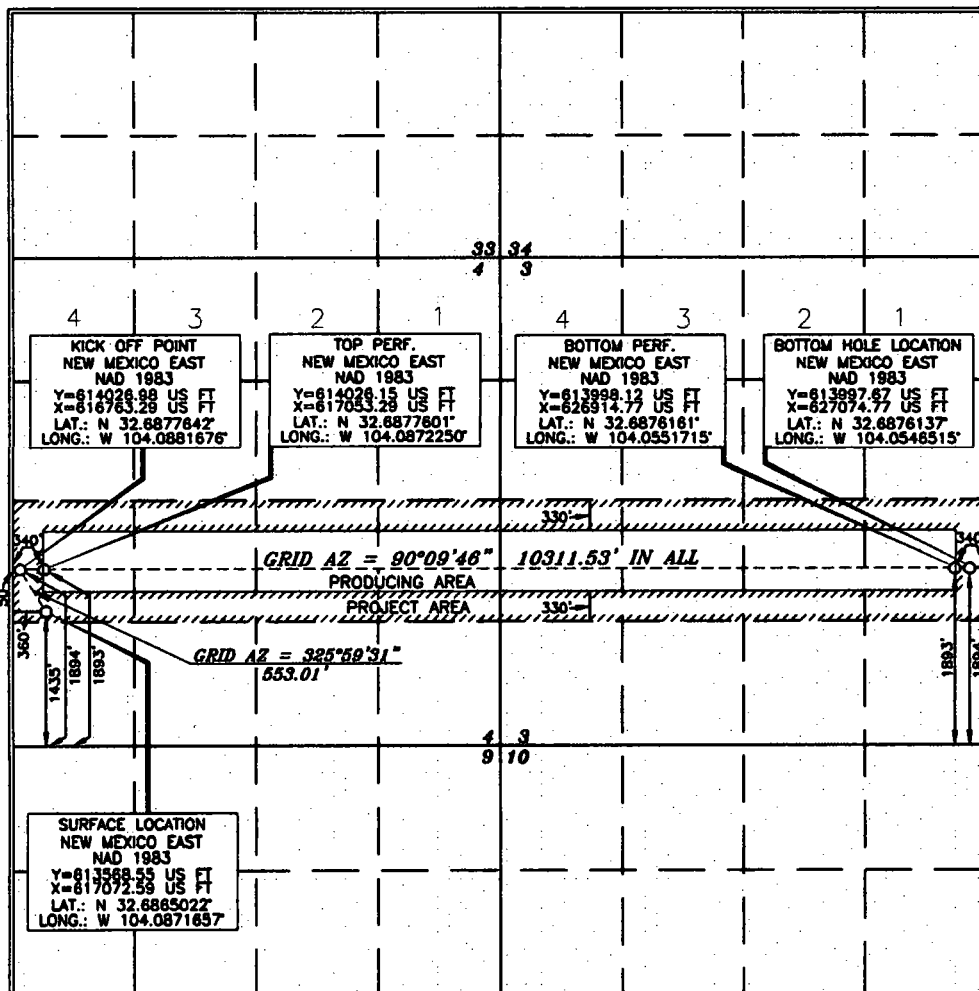 33 34
4 3
4 3 2 1 4 3 2 1
KICK OFF POINT
NEW MEXICO EAST
NAD 1983
Y=614026.98 US FT
X=616763.29 US FT
LAT.: N 32.6877642°
LONG.: W 104.0881676°
TOP PERF.
NEW MEXICO EAST
NAD 1983
Y=614026.15 US FT
X=617053.29 US FT
LAT.: N 32.6877601°
LONG.: W 104.0872250°
BOTTOM PERF.
NEW MEXICO EAST
NAD 1983
Y=613998.12 US FT
X=626914.77 US FT
LAT.: N 32.6876161°
LONG.: W 104.0551715°
BOTTOM HOLE LOCATION
NEW MEXICO EAST
NAD 1983
Y=613997.67 US FT
X=627074.77 US FT
LAT.: N 32.6876137°
LONG.: W 104.0546515°
330'
340'
340'
GRID AZ = 90°09'46" 10311.53' IN ALL
PRODUCING AREA
PROJECT AREA
330'
360'
GRID AZ = 325°59'31"
553.01'
1435'
1894'
1893'
1893'
1894'
4 3
9 10
SURFACE LOCATION
NEW MEXICO EAST
NAD 1983
Y=613568.55 US FT
X=617072.59 US FT
LAT.: N 32.6865022°
LONG.: W 104.0871657°